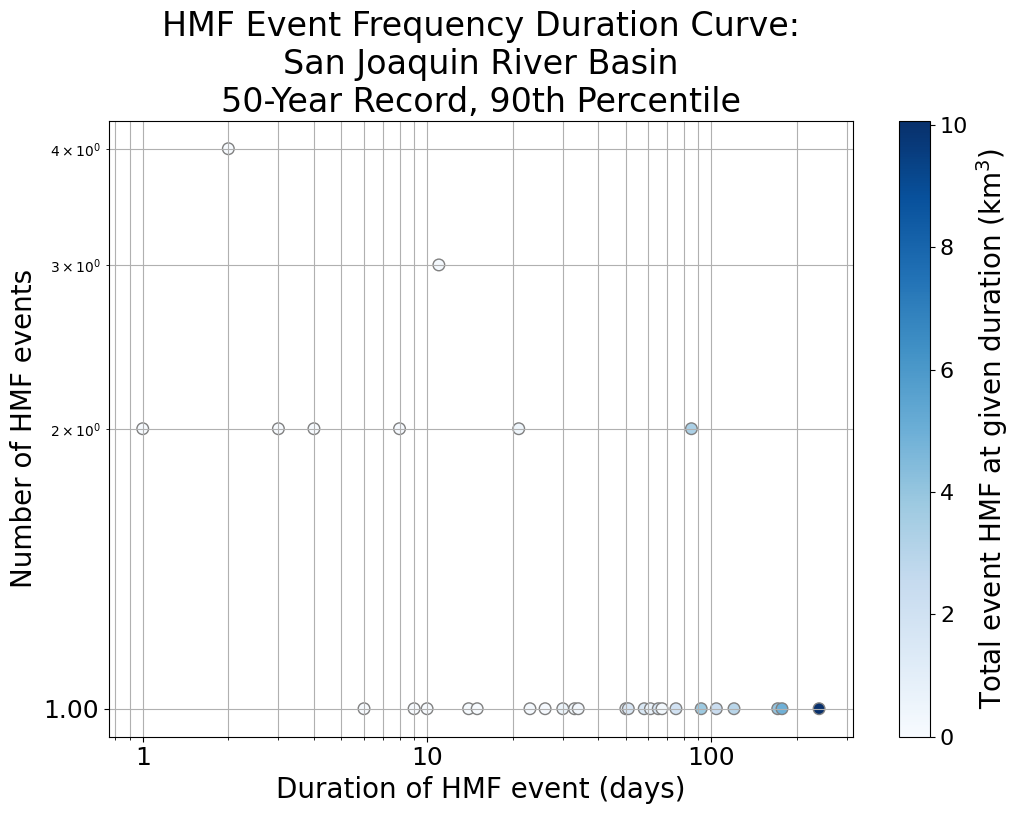 HMF Event Frequency Duration Curve:
San Joaquin River Basin
50-Year Record, 90th Percentile
Number of HMF events
4 × 10⁰
3 × 10⁰
2 × 10⁰
1.00
1 10 100
Duration of HMF event (days)
10
8
6
4
2
0
Total event HMF at given duration (km³)